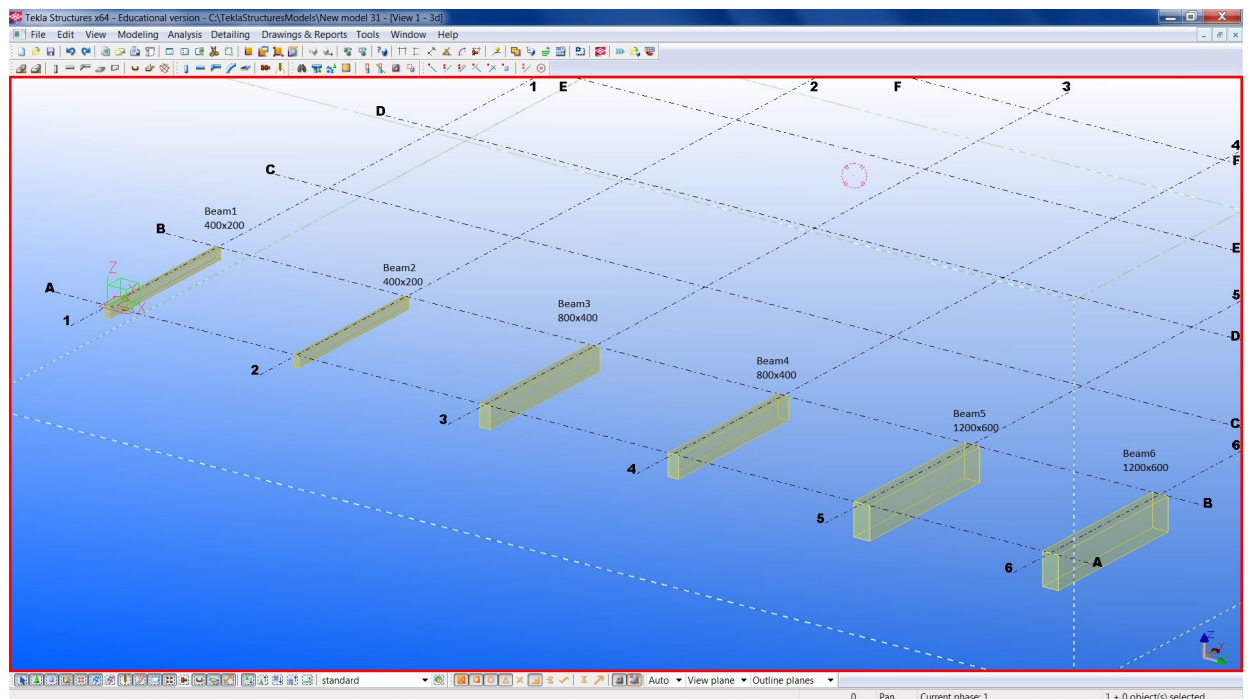 Tekla Structures x64 - Educational version - C:\TeklaStructuresModels\New model 31 - [View 1 - 3d]
File Edit View Modeling Analysis Detailing Drawings & Reports Tools Window Help
1 E 2 F 3
D
4
F
C
Beam1
400x200
B
E
Beam2
400x200
Z
A
X
1
Beam3
800x400
5
D
2
Beam4
800x400
3
Beam5
1200x600
C
6
4
Beam6
1200x600
B
5
A
6
Z
Y
X
standard Auto View plane Outline planes
0 Pan Current phase: 1 1 + 0 object(s) selected